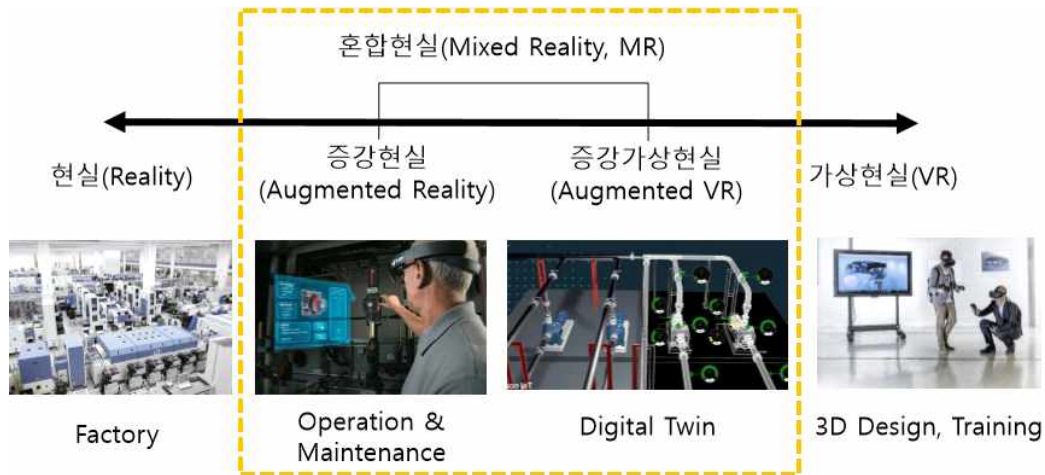 혼합현실(Mixed Reality, MR)
현실(Reality)
증강현실
(Augmented Reality)
증강가상현실
(Augmented VR)
가상현실(VR)
Factory
Operation &
Maintenance
Digital Twin
3D Design, Training